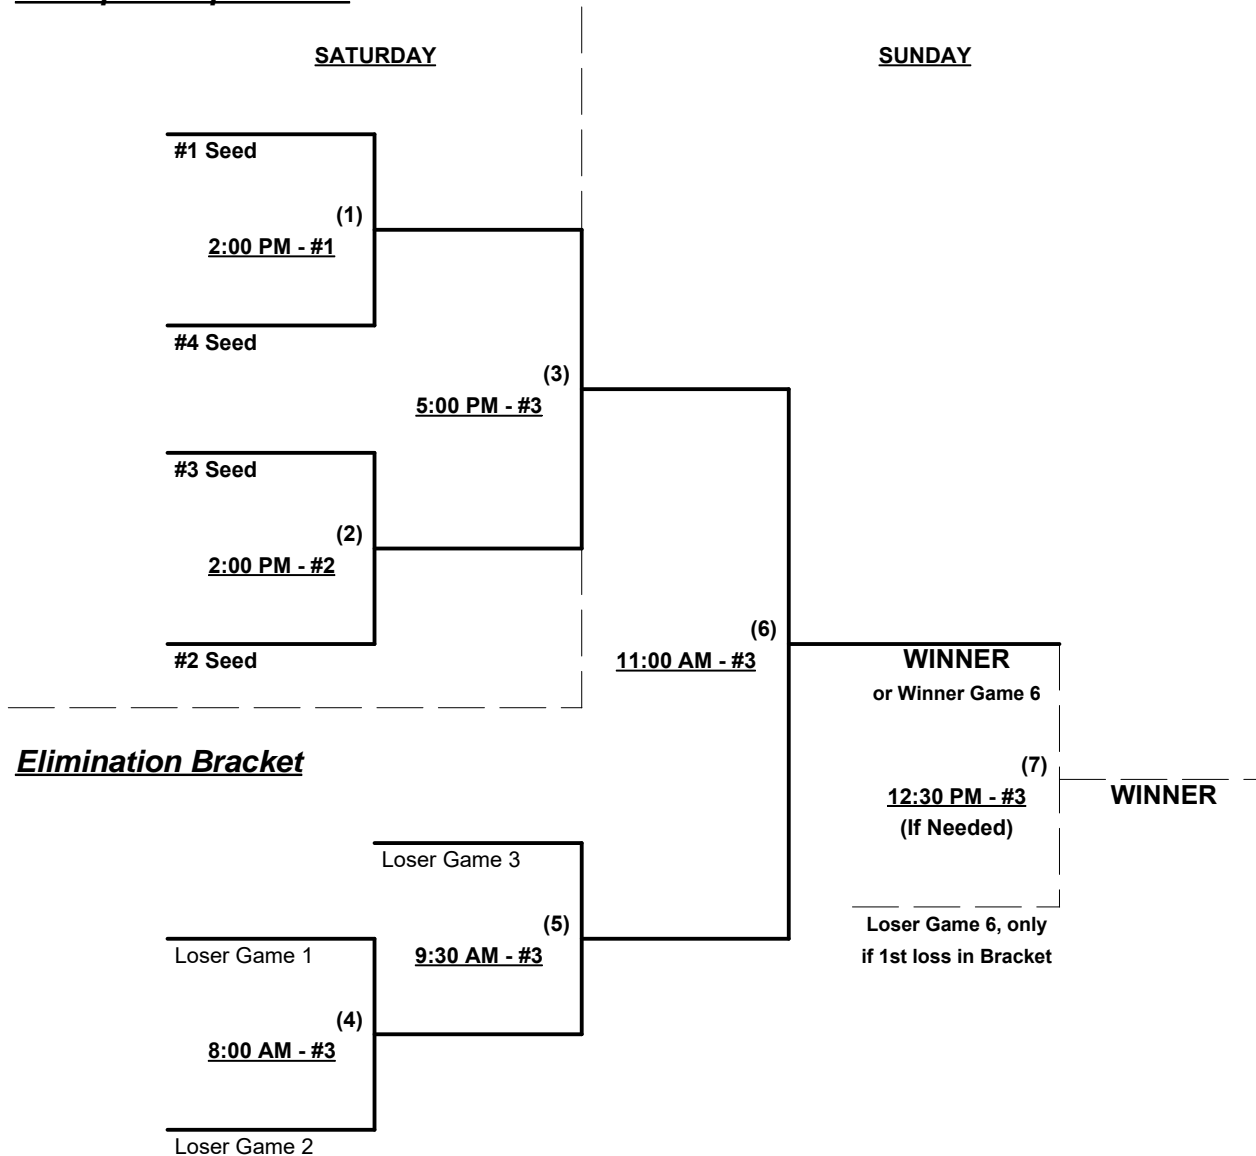 SATURDAY
SUNDAY
#1 Seed
(1)
2:00 PM - #1
#4 Seed
(3)
5:00 PM - #3
#3 Seed
(2)
2:00 PM - #2
#2 Seed
(6)
11:00 AM - #3
WINNER
or Winner Game 6
Elimination Bracket
(7)
12:30 PM - #3
(If Needed)
WINNER
Loser Game 3
(5)
9:30 AM - #3
Loser Game 6, only
if 1st loss in Bracket
Loser Game 1
(4)
8:00 AM - #3
Loser Game 2